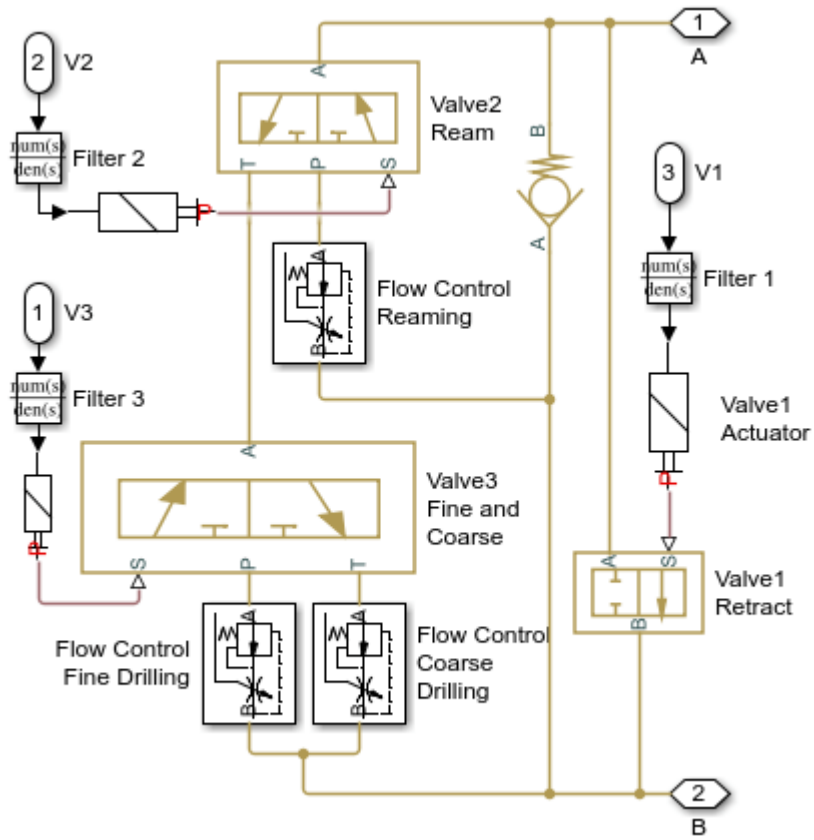 1
A
2
V2
num(s)
den(s)
Filter 2
P
A
T
P
S
Valve2
Ream
B
A
3
V1
num(s)
den(s)
Filter 1
A
B
Flow Control
Reaming
1
V3
num(s)
den(s)
Filter 3
P
Valve1
Actuator
P
A
S
P
T
Valve3
Fine and
Coarse
A
S
B
Valve1
Retract
A
B
Flow Control
Fine Drilling
A
B
Flow Control
Coarse
Drilling
2
B